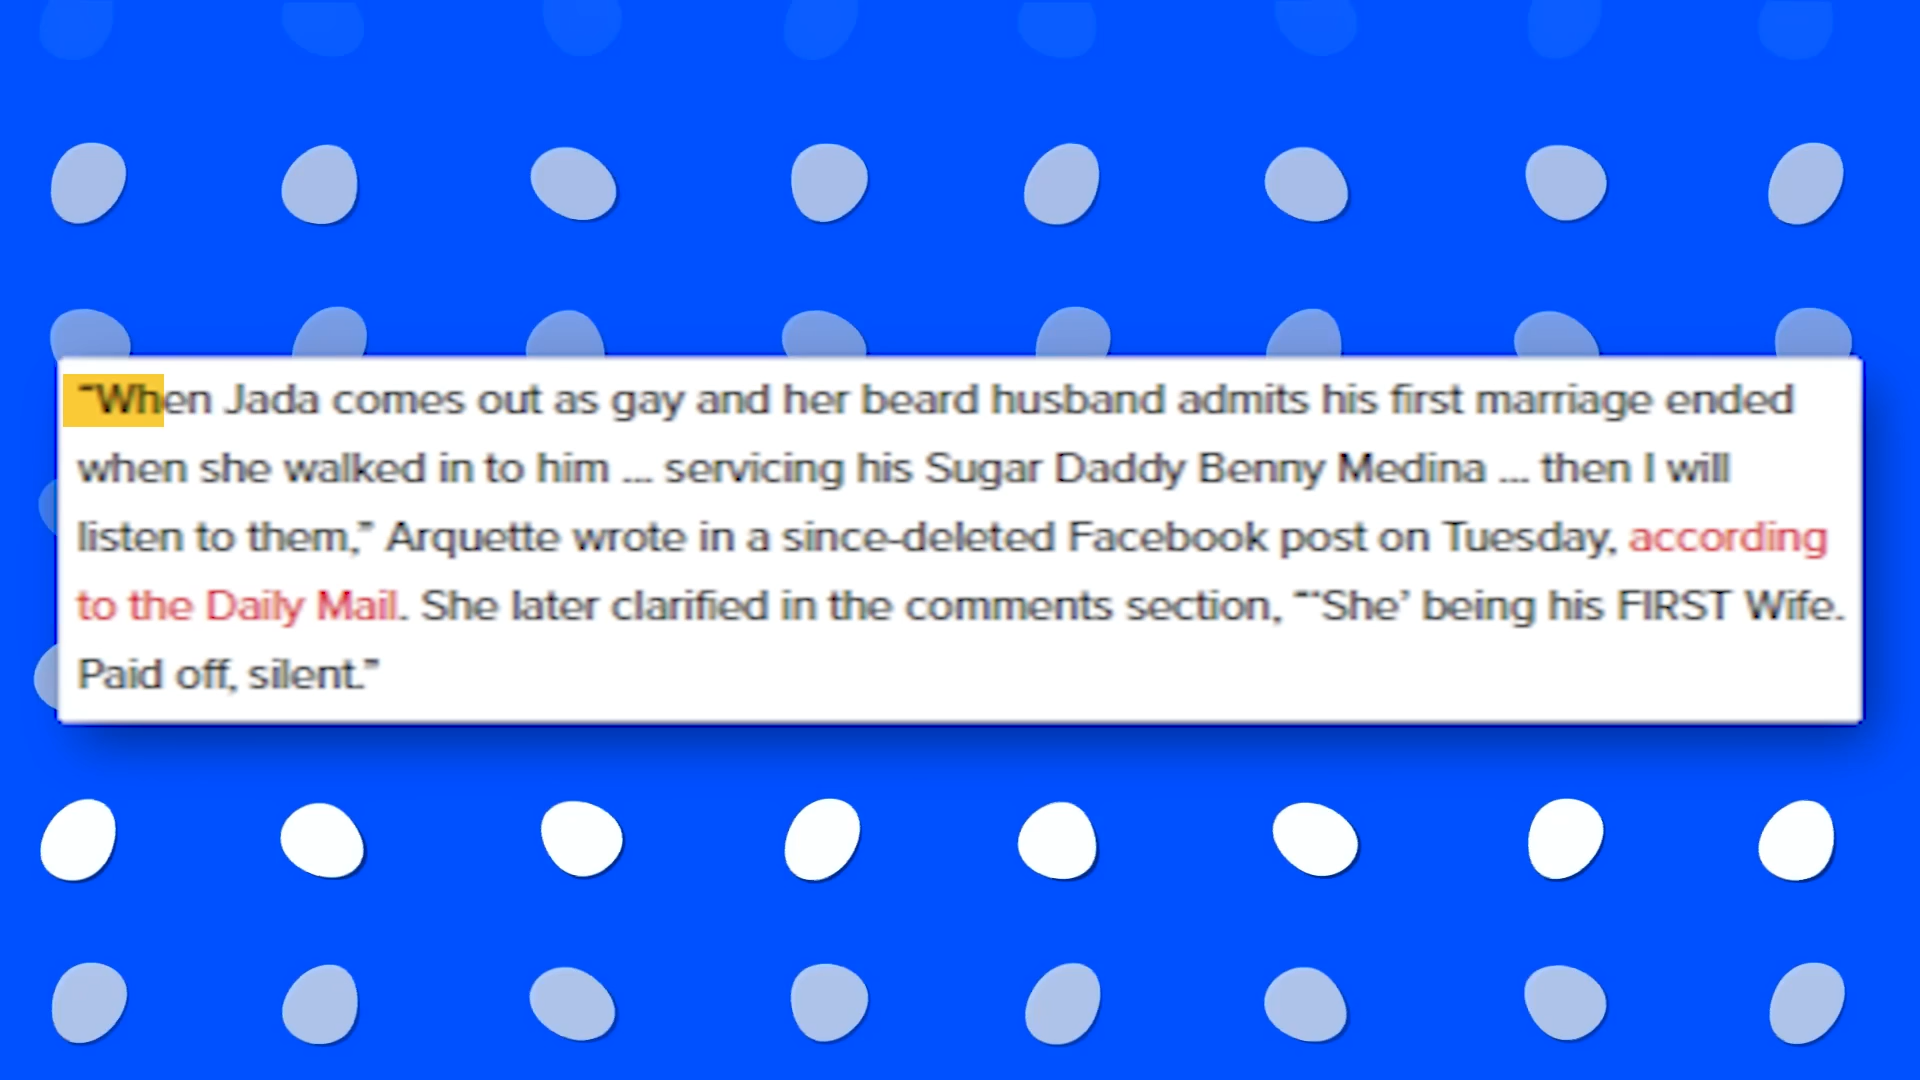 “When Jada comes out as gay and her beard husband admits his first marriage ended
when she walked in to him ... servicing his Sugar Daddy Benny Medina ... then I will
listen to them,” Arquette wrote in a since-deleted Facebook post on Tuesday, according
to the Daily Mail. She later clarified in the comments section, “‘She’ being his FIRST Wife.
Paid off, silent.”